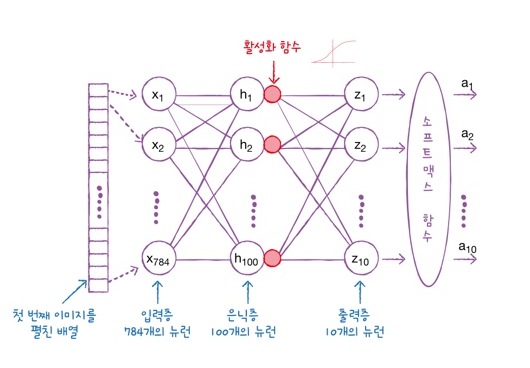 활성화 함수
x1
h1
z1
a1
x2
h2
z2
a2
소프트맥스 함수
x784
h100
z10
a10
첫 번째 이미지를
펼친 배열
입력층
784개의 뉴런
은닉층
100개의 뉴런
출력층
10개의 뉴런